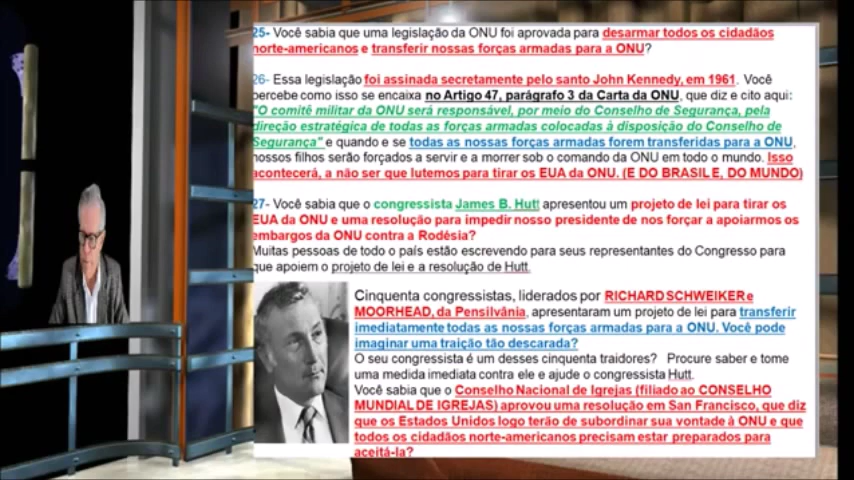 25- Você sabia que uma legislação da ONU foi aprovada para desarmar todos os cidadãos
norte-americanos e transferir nossas forças armadas para a ONU?
26- Essa legislação foi assinada secretamente pelo santo John Kennedy, em 1961. Você
percebe como isso se encaixa no Artigo 47, parágrafo 3 da Carta da ONU, que diz e cito aqui:
"O comitê militar da ONU será responsável, por meio do Conselho de Segurança, pela
direção estratégica de todas as forças armadas colocadas à disposição do Conselho de
Segurança" e quando e se todas as nossas forças armadas forem transferidas para a ONU,
nossos filhos serão forçados a servir e a morrer sob o comando da ONU em todo o mundo. Isso
acontecerá, a não ser que lutemos para tirar os EUA da ONU. (E DO BRASIL E, DO MUNDO)
27- Você sabia que o congressista James B. Hutt apresentou um projeto de lei para tirar os
EUA da ONU e uma resolução para impedir nosso presidente de nos forçar a apoiarmos os
embargos da ONU contra a Rodésia?
Muitas pessoas de todo o país estão escrevendo para seus representantes do Congresso para
que apoiem o projeto de lei e a resolução de Hutt.
Cinquenta congressistas, liderados por RICHARD SCHWEIKER e
MOORHEAD, da Pensilvânia, apresentaram um projeto de lei para transferir
imediatamente todas as nossas forças armadas para a ONU. Você pode
imaginar uma traição tão descarada?
O seu congressista é um desses cinquenta traidores? Procure saber e tome
uma medida imediata contra ele e ajude o congressista Hutt.
Você sabia que o Conselho Nacional de Igrejas (filiado ao CONSELHO
MUNDIAL DE IGREJAS) aprovou uma resolução em San Francisco, que diz
que os Estados Unidos logo terão de subordinar sua vontade à ONU e que
todos os cidadãos norte-americanos precisam estar preparados para
aceitá-la?